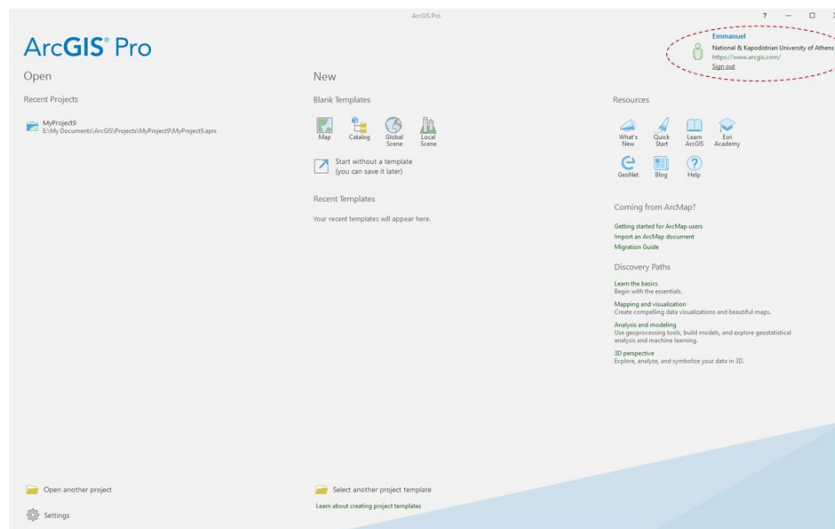 ArcGIS Pro
?
ArcGIS® Pro
Emmanuel
National & Kapodistrian University of Athens
https://www.arcgis.com/
Sign out
Open
Recent Projects
MyProject9
E:\My Documents\ArcGIS\Projects\MyProject9\MyProject9.aprx
New
Blank Templates
Map
Catalog
Global Scene
Local Scene
Start without a template
(you can save it later)
Recent Templates
Your recent templates will appear here.
Resources
What's New
Quick Start
Learn ArcGIS
Esri Academy
GeoNet
Blog
Help
Coming from ArcMap?
Getting started for ArcMap users
Import an ArcMap document
Migration Guide
Discovery Paths
Learn the basics
Begin with the essentials.
Mapping and visualization
Create compelling data visualizations and beautiful maps.
Analysis and modeling
Use geoprocessing tools, build models, and explore geostatistical
analysis and machine learning.
3D perspective
Explore, analyze, and symbolize your data in 3D.
Open another project
Settings
Select another project template
Learn about creating project templates